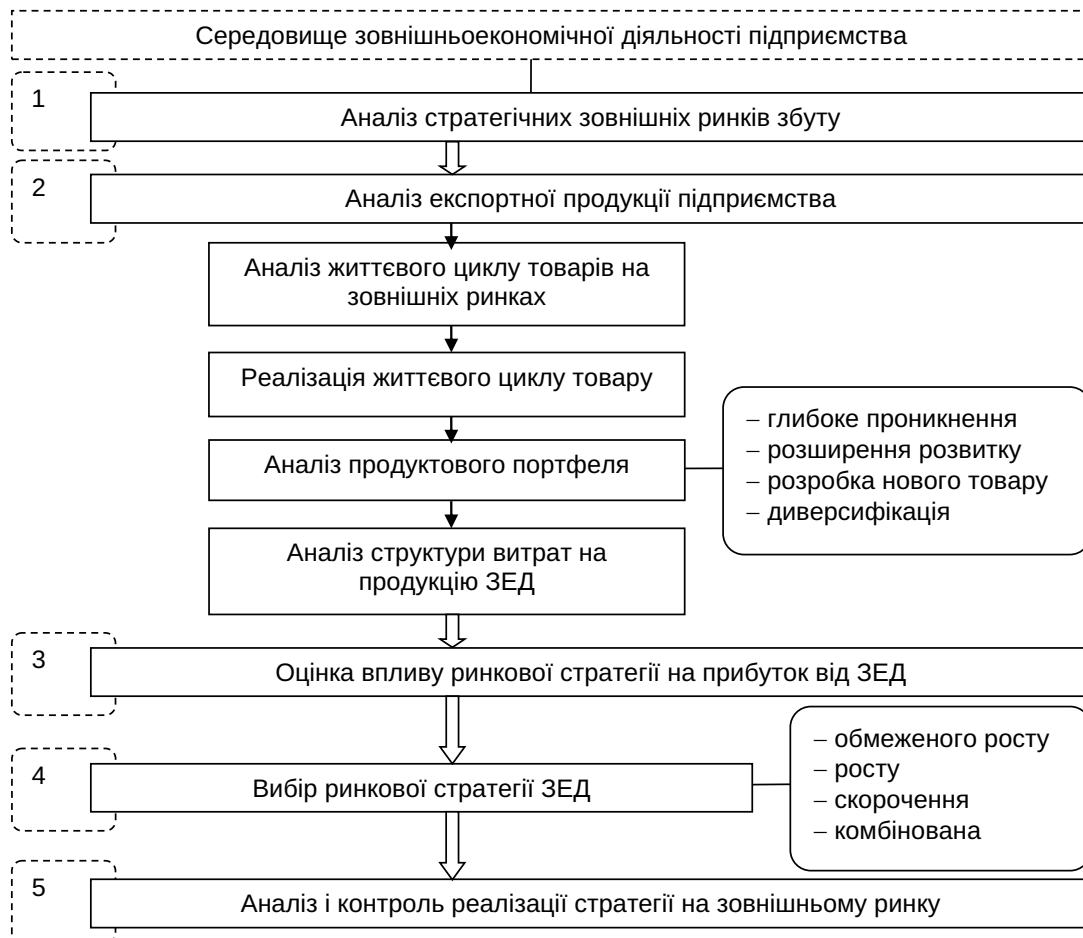 Середовище зовнішньоекономічної діяльності підприємства
1
Аналіз стратегічних зовнішніх ринків збуту
2
Аналіз експортної продукції підприємства
Аналіз життєвого циклу товарів на
зовнішніх ринках
Реалізація життєвого циклу товару
Аналіз продуктового портфеля
– глибоке проникнення
– розширення розвитку
– розробка нового товару
– диверсифікація
Аналіз структури витрат на
продукцію ЗЕД
3
Оцінка впливу ринкової стратегії на прибуток від ЗЕД
4
Вибір ринкової стратегії ЗЕД
– обмеженого росту
– росту
– скорочення
– комбінована
5
Аналіз і контроль реалізації стратегії на зовнішньому ринку